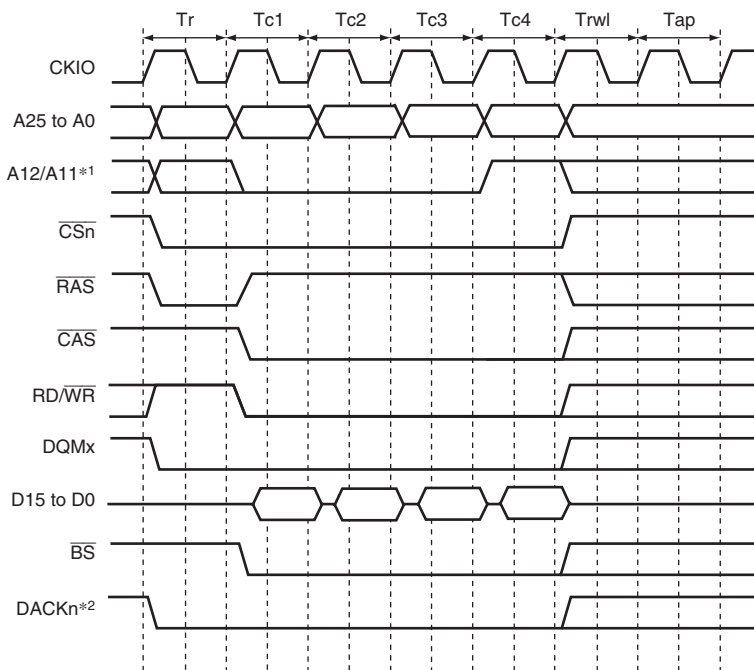 Tr Tc1 Tc2 Tc3 Tc4 Trwl Tap
CKIO
A25 to A0
A12/A11*1
CSn
RAS
CAS
RD/WR
DQMx
D15 to D0
BS
DACKn*2